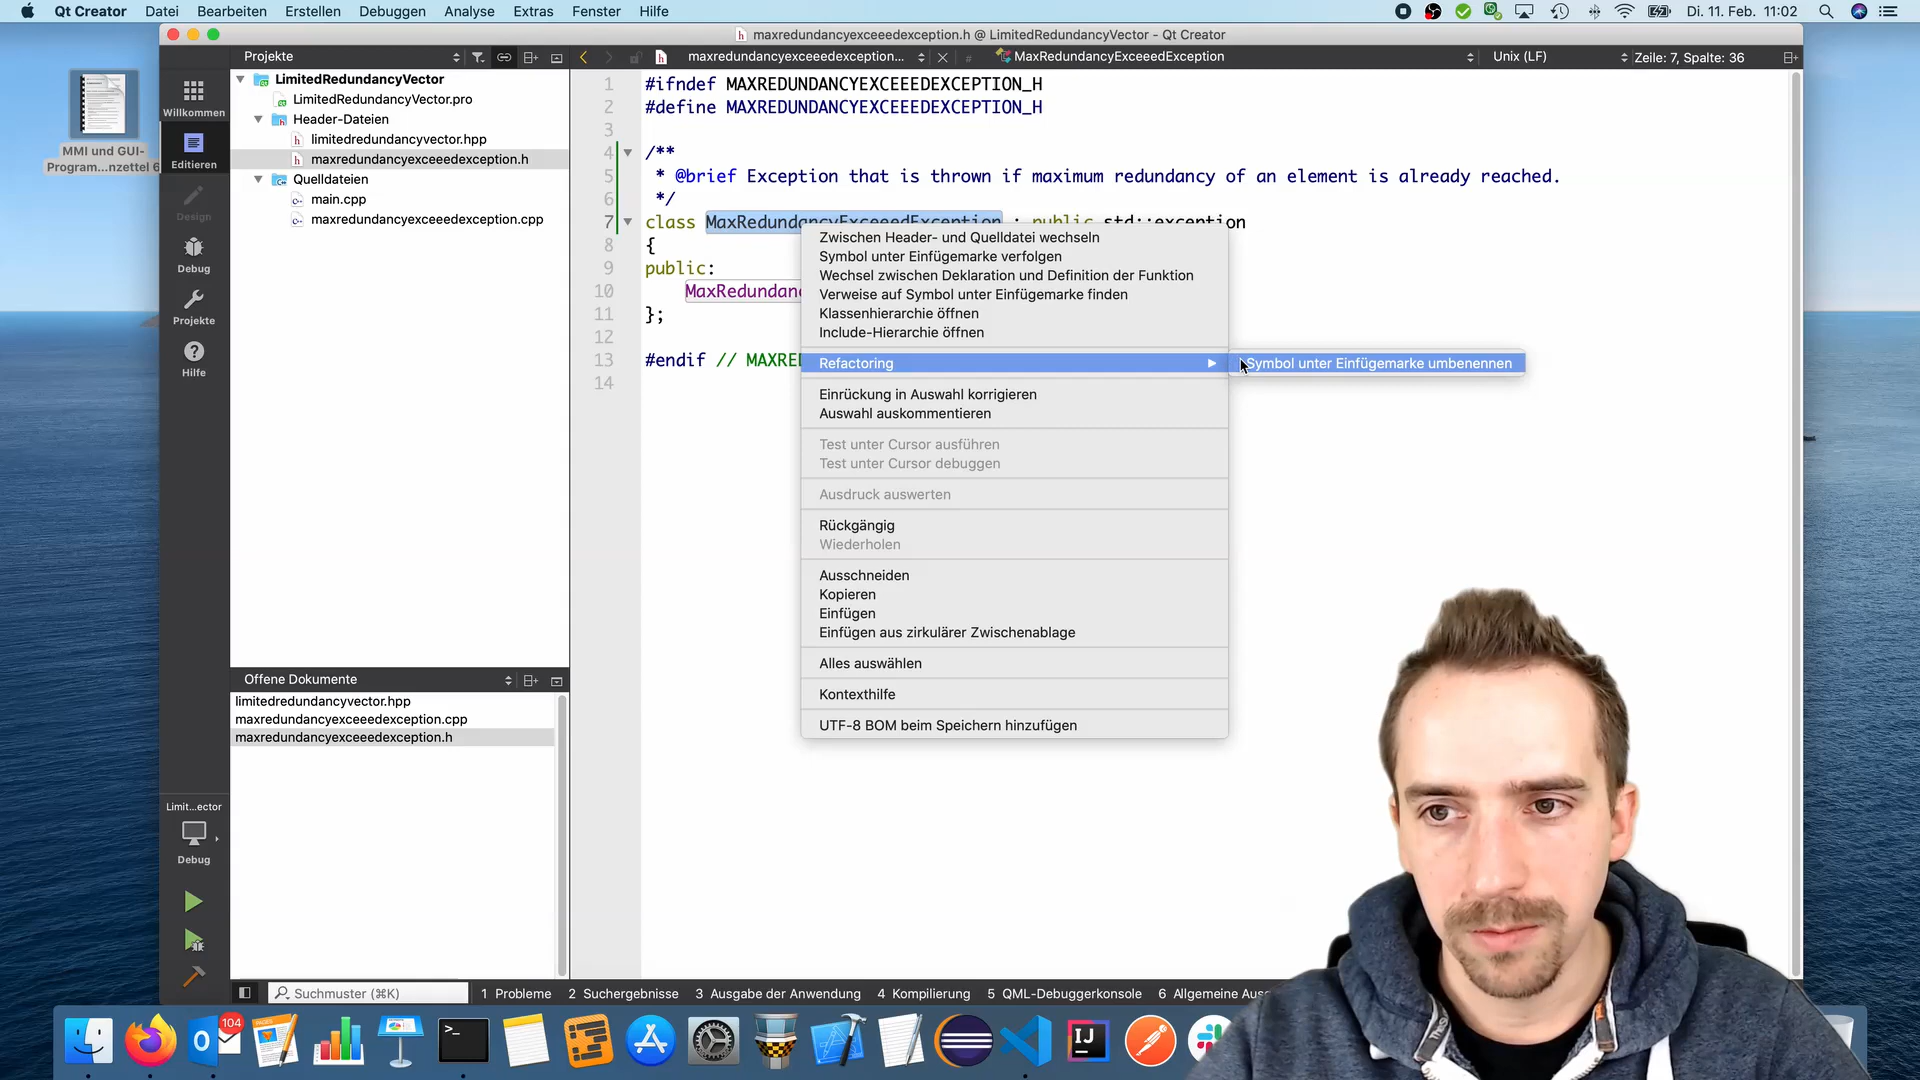 Qt Creator Datei Bearbeiten Erstellen Debuggen Analyse Extras Fenster Hilfe
Di. 11. Feb. 11:02
maxredundancyexceeedexception.h @ LimitedRedundancyVector - Qt Creator
Projekte
maxredundancyexceeedexception...
MaxRedundancyExceeedException
Unix (LF)
Zeile: 7, Spalte: 36
MMI und GUI-
Program...nzettel 6
Willkommen
Editieren
Design
Debug
Projekte
Hilfe
LimitedRedundancyVector
LimitedRedundancyVector.pro
Header-Dateien
limitedredundancyvector.hpp
maxredundancyexceeedexception.h
Quelldateien
main.cpp
maxredundancyexceeedexception.cpp
1 #ifndef MAXREDUNDANCYEXCEEEDEXCEPTION_H
2 #define MAXREDUNDANCYEXCEEEDEXCEPTION_H
3
4 /**
5 * @brief Exception that is thrown if maximum redundancy of an element is already reached.
6 */
7 class MaxRedundancyExceeedException : public std::exception
8 {
9 public:
10 MaxRedundanc
11 };
12
13 #endif // MAXRE
14
Zwischen Header- und Quelldatei wechseln
Symbol unter Einfügemarke verfolgen
Wechsel zwischen Deklaration und Definition der Funktion
Verweise auf Symbol unter Einfügemarke finden
Klassenhierarchie öffnen
Include-Hierarchie öffnen
Refactoring
Symbol unter Einfügemarke umbenennen
Einrückung in Auswahl korrigieren
Auswahl auskommentieren
Test unter Cursor ausführen
Test unter Cursor debuggen
Ausdruck auswerten
Rückgängig
Wiederholen
Ausschneiden
Kopieren
Einfügen
Einfügen aus zirkulärer Zwischenablage
Alles auswählen
Kontexthilfe
UTF-8 BOM beim Speichern hinzufügen
Offene Dokumente
limitedredundancyvector.hpp
maxredundancyexceeedexception.cpp
maxredundancyexceeedexception.h
Limit...ector
Debug
Suchmuster (⌘K)
1 Probleme 2 Suchergebnisse 3 Ausgabe der Anwendung 4 Kompilierung 5 QML-Debuggerkonsole 6 Allgemeine Aus
104
PAGES
IJ